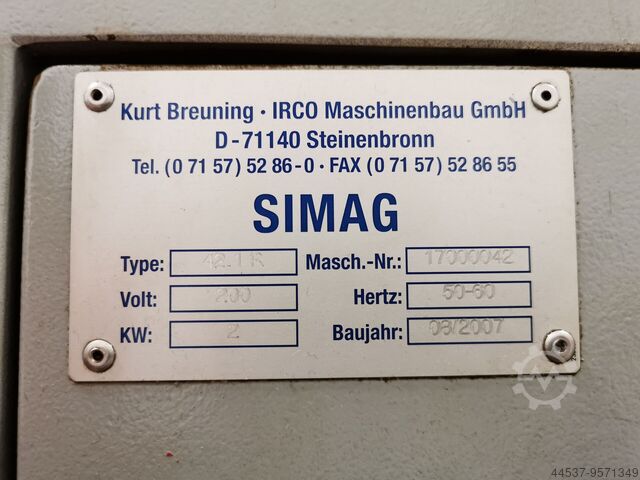 Kurt Breuning · IRCO Maschinenbau GmbH
D-71140 Steinenbronn
Tel. (0 71 57) 52 86-0 · FAX (0 71 57) 52 86 55
SIMAG
Type: Masch.-Nr.: 17000042
Volt: 200 Hertz: 50-60
KW: 2 Baujahr: 08/2007
44537-9571349